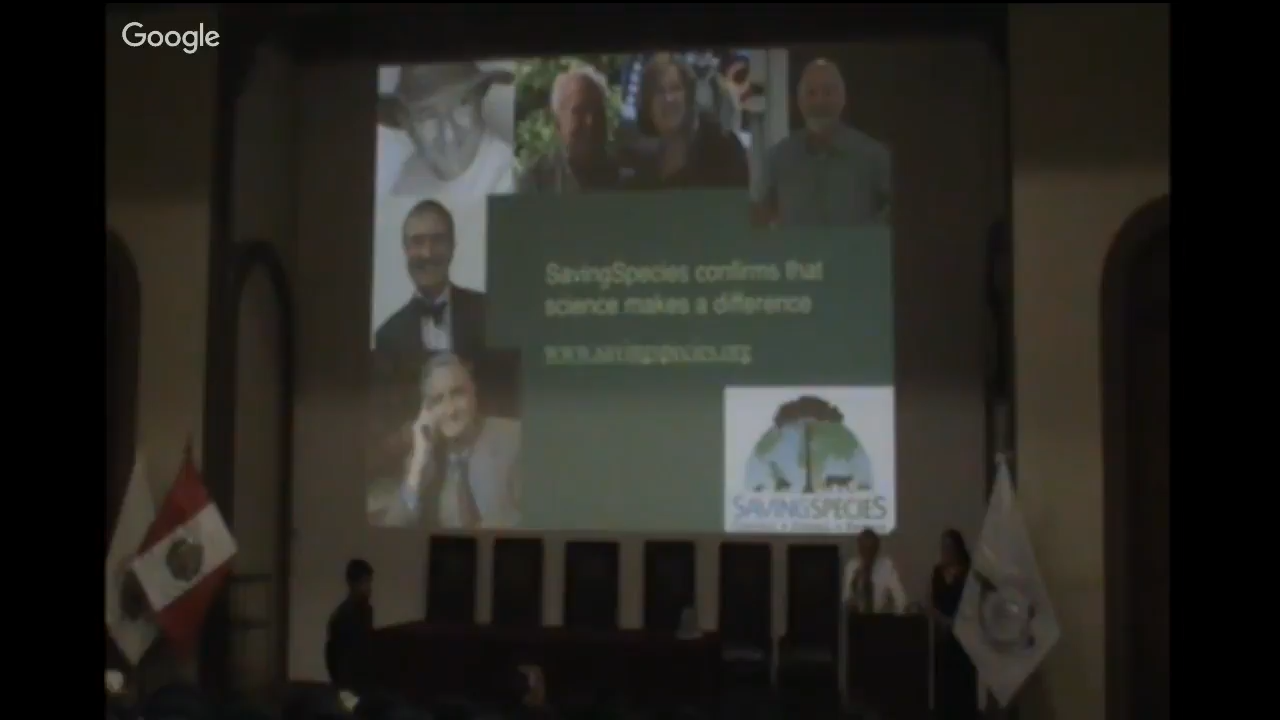 Google
SavingSpecies confirms that
science makes a difference
www.savingspecies.org
SAVINGSPECIES